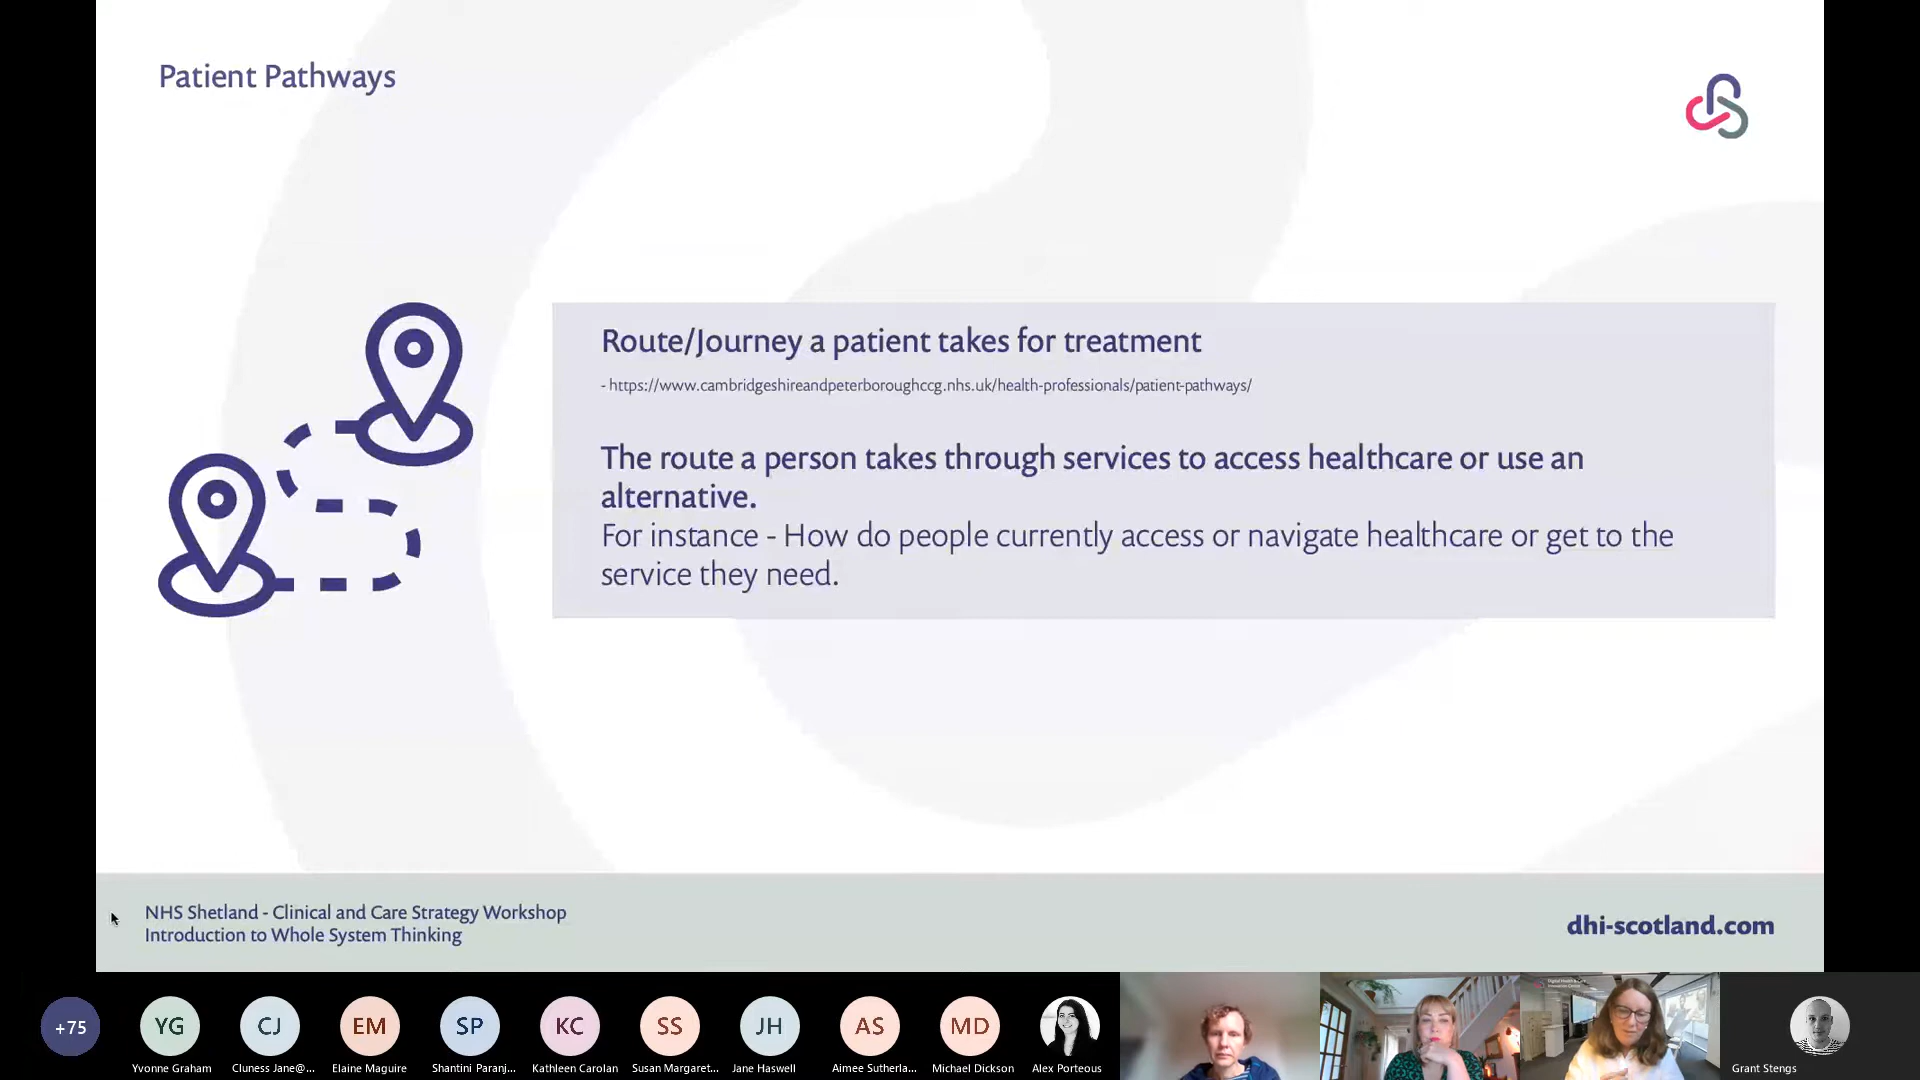 Patient Pathways
Route/Journey a patient takes for treatment
- https://www.cambridgeshireandpeterboroughccg.nhs.uk/health-professionals/patient-pathways/
The route a person takes through services to access healthcare or use an
alternative.
For instance - How do people currently access or navigate healthcare or get to the
service they need.
NHS Shetland - Clinical and Care Strategy Workshop
Introduction to Whole System Thinking
dhi-scotland.com
+75
YG
CJ
EM
SP
KC
SS
JH
AS
MD
Yvonne Graham
Cluness Jane@...
Elaine Maguire
Shantini Paranj...
Kathleen Carolan
Susan Margaret...
Jane Haswell
Aimee Sutherla...
Michael Dickson
Alex Porteous
Grant Stengs